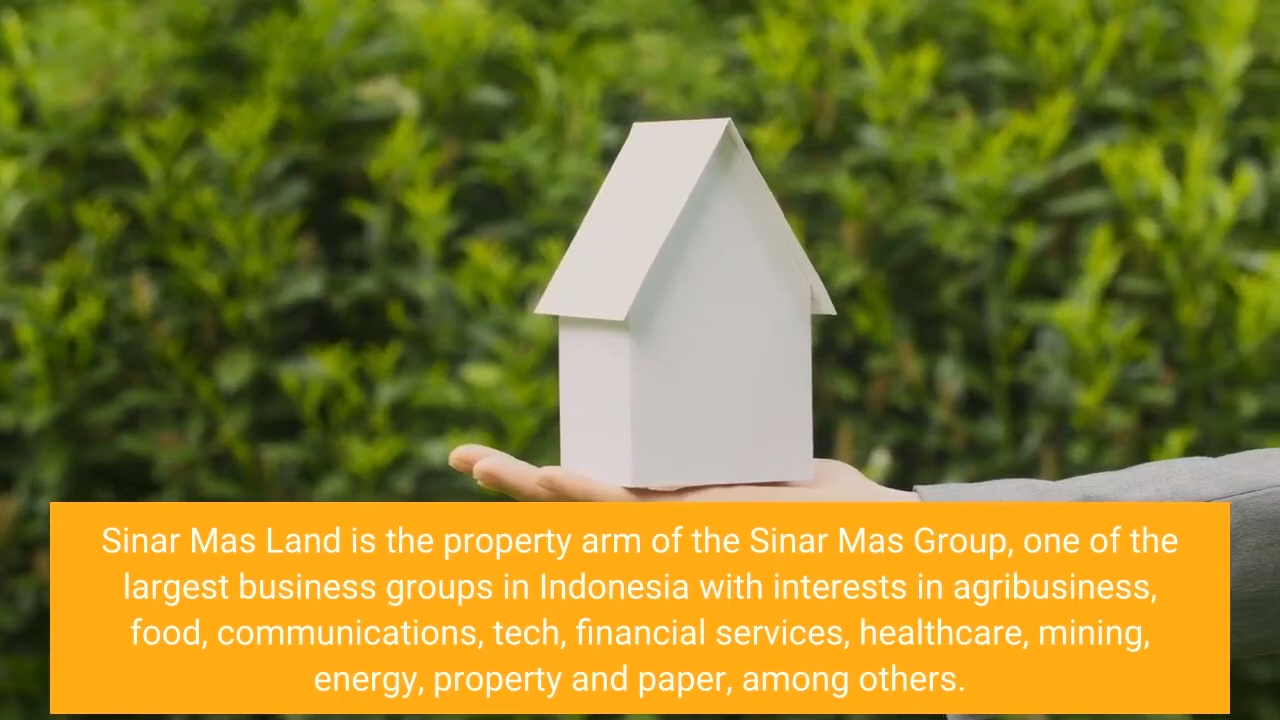 Sinar Mas Land is the property arm of the Sinar Mas Group, one of the
largest business groups in Indonesia with interests in agribusiness,
food, communications, tech, financial services, healthcare, mining,
energy, property and paper, among others.